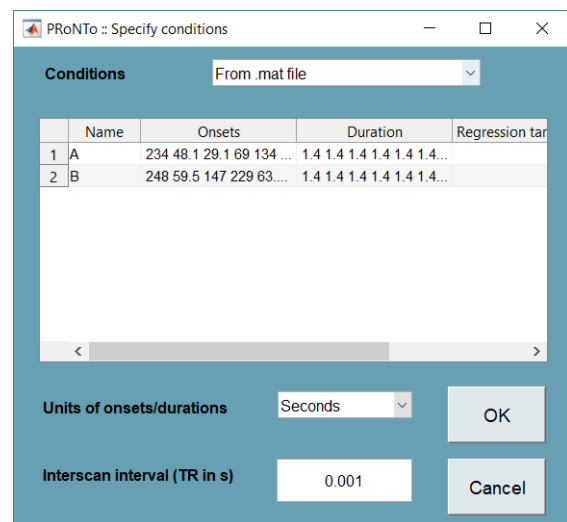 PRoNTo :: Specify conditions
Conditions From .mat file
Name Onsets Duration Regression tar
1 A 234 48.1 29.1 69 134 ... 1.4 1.4 1.4 1.4 1.4 1.4...
2 B 248 59.5 147 229 63.... 1.4 1.4 1.4 1.4 1.4 1.4...
Units of onsets/durations Seconds OK
Interscan interval (TR in s) 0.001 Cancel